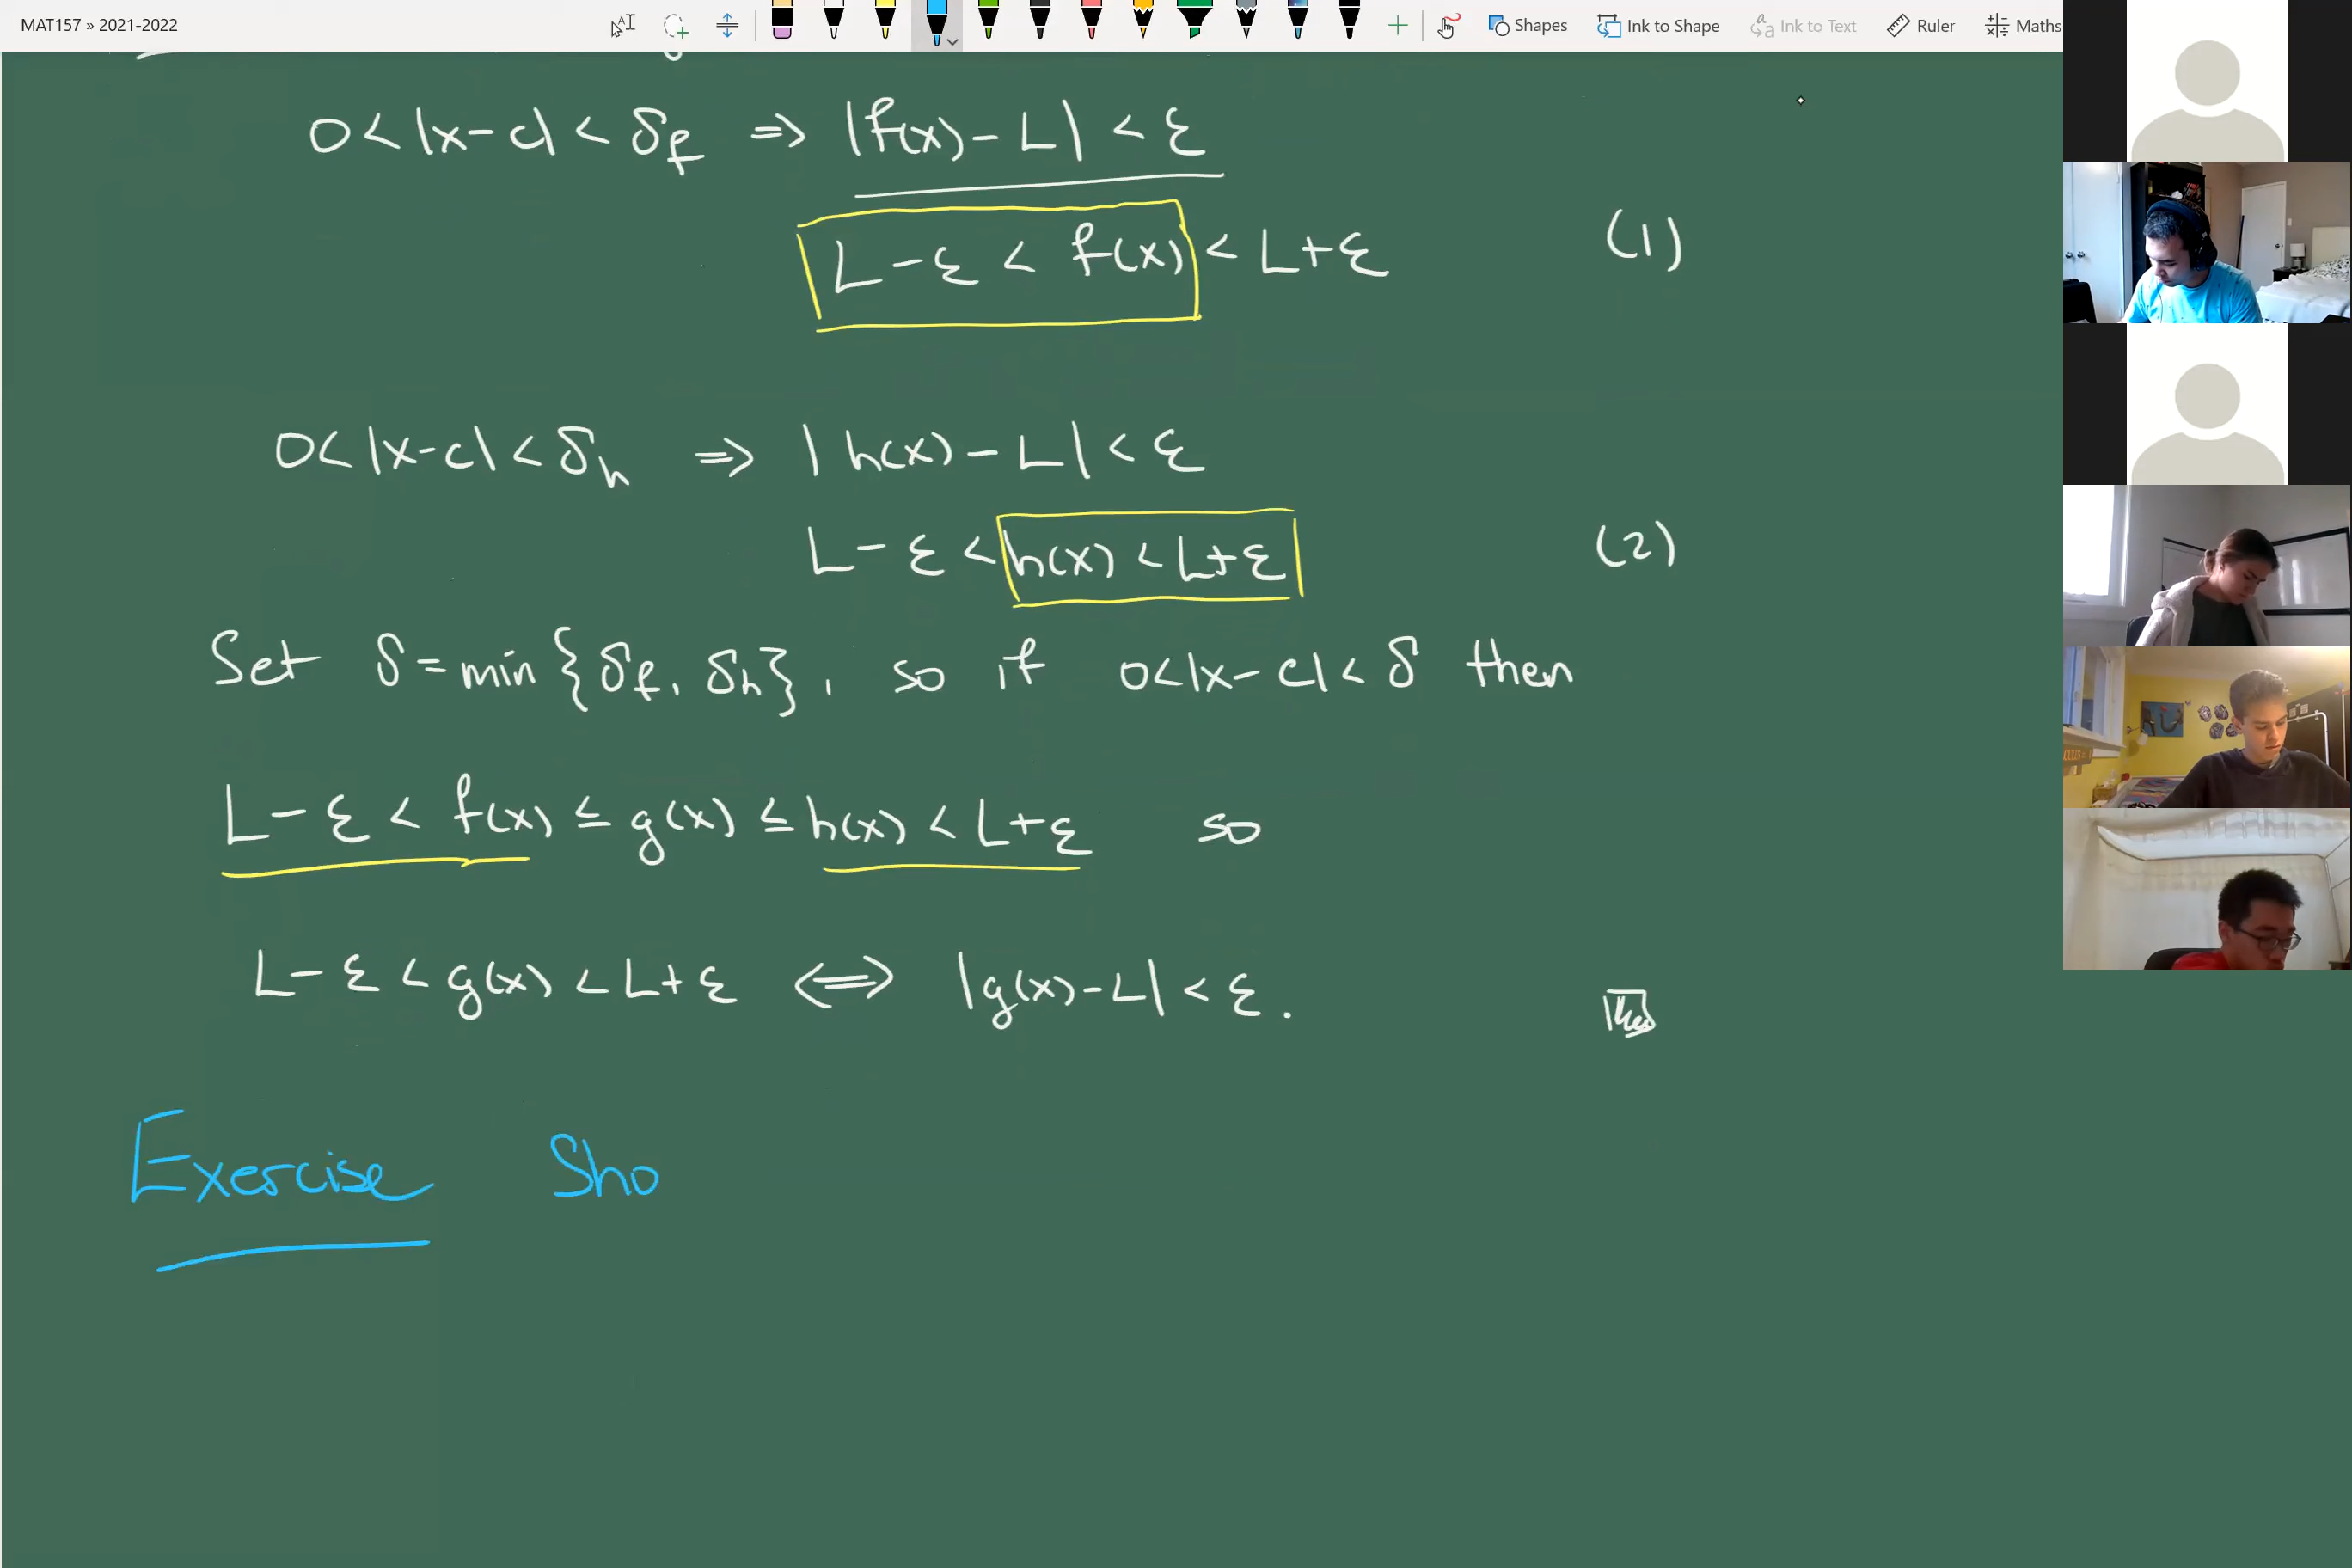 MAT157 » 2021-2022
Shapes Ink to Shape Ink to Text Ruler Maths
0 < |x-c| < δf ⇒ |f(x) - L| < ε
L - ε < f(x) < L + ε (1)
0 < |x-c| < δh ⇒ |h(x) - L| < ε
L - ε < h(x) < L + ε (2)
Set δ = min {δf, δh}, so if 0 < |x-c| < δ then
L - ε < f(x) ≤ g(x) ≤ h(x) < L + ε so
L - ε < g(x) < L + ε ⟺ |g(x) - L| < ε.
Exercise Sho